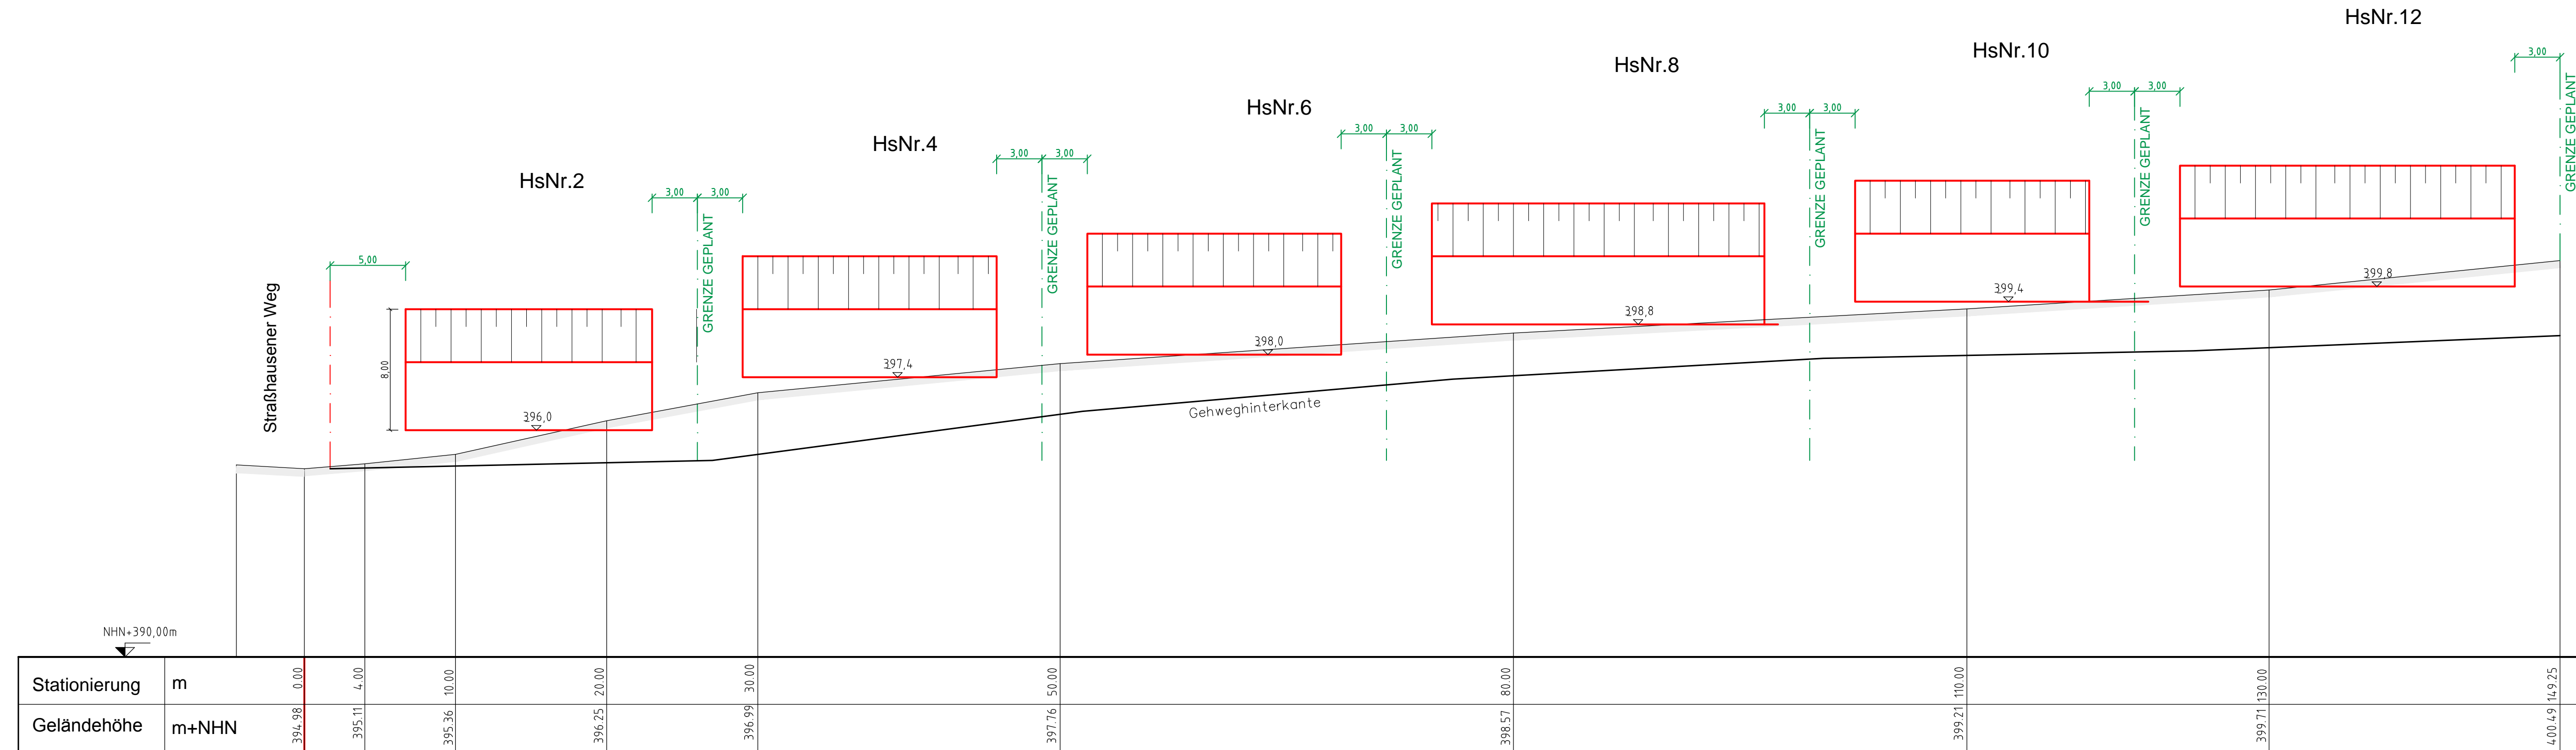 HsNr.12
HsNr.10
HsNr.8
HsNr.6
HsNr.4
HsNr.2
3,00
3,00 3,00
3,00 3,00
3,00 3,00
3,00 3,00
3,00 3,00
5,00
GRENZE GEPLANT
GRENZE GEPLANT
GRENZE GEPLANT
GRENZE GEPLANT
GRENZE GEPLANT
GRENZE GEPLANT
Straßhausener Weg
8,00
396,0
397,4
398,0
398,8
399,4
399,8
Gehweghinterkante
NHN+390,00m
Stationierung m 0.00 4.00 10.00 20.00 30.00 50.00 80.00 110.00 130.00 149.25
Geländehöhe m+NHN 394.98 395.11 395.36 396.25 396.99 397.76 398.57 399.21 399.71 400.49